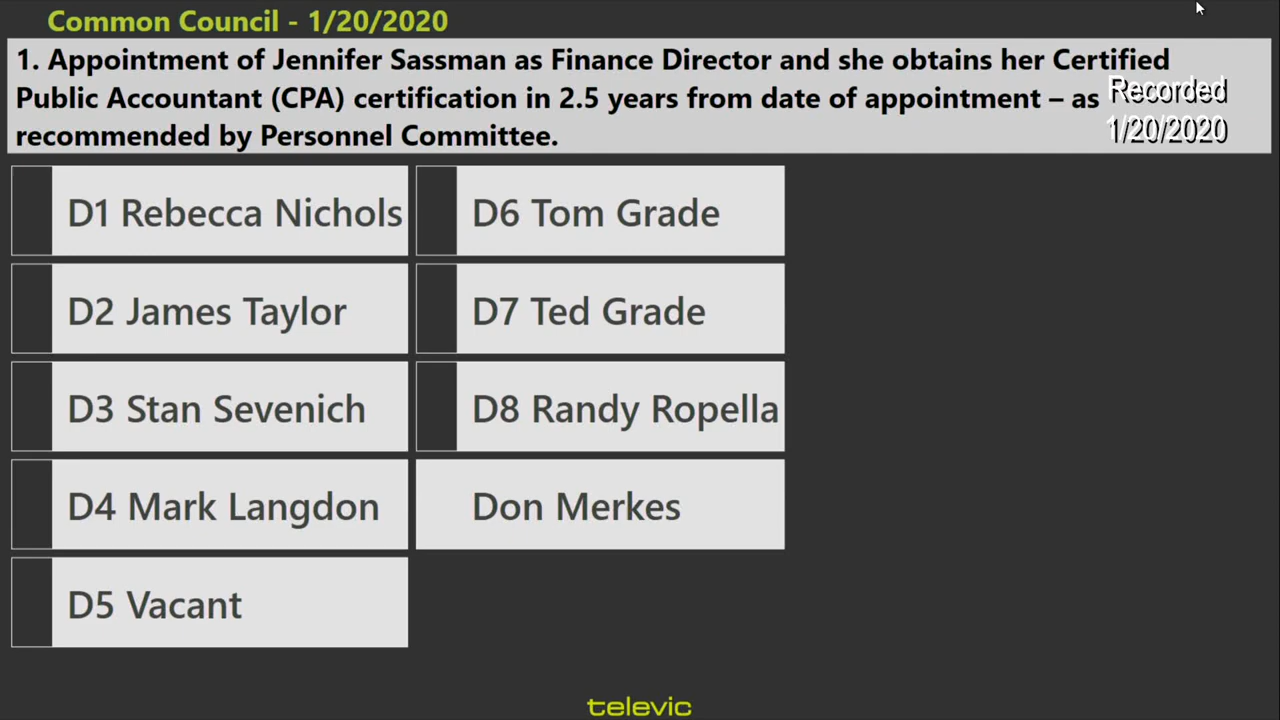 Common Council - 1/20/2020
1. Appointment of Jennifer Sassman as Finance Director and she obtains her Certified
Public Accountant (CPA) certification in 2.5 years from date of appointment – as
recommended by Personnel Committee.
Recorded
1/20/2020
D1 Rebecca Nichols
D2 James Taylor
D3 Stan Sevenich
D4 Mark Langdon
D5 Vacant
D6 Tom Grade
D7 Ted Grade
D8 Randy Ropella
Don Merkes
televic